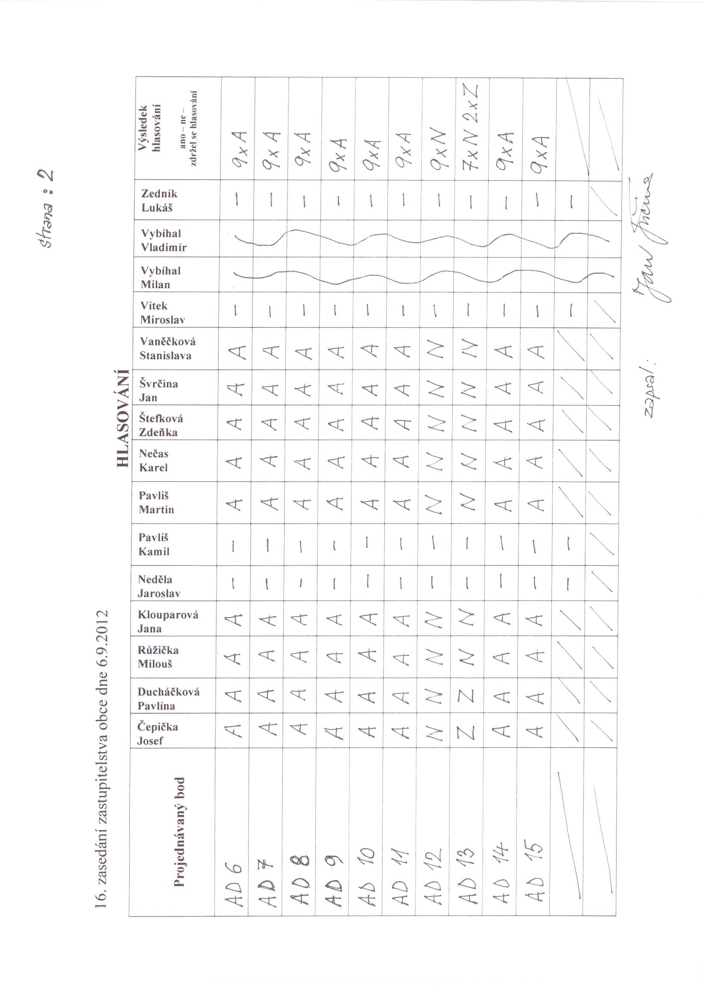 Strana : 2
16. zasedání zastupitelstva obce dne 6.9.2012
HLASOVÁNÍ
Projednávaný bod | Čepička Josef | Ducháčková Pavlína | Růžička Milouš | Klouparová Jana | Neděla Jaroslav | Pavliš Kamil | Pavliš Martin | Nečas Karel | Štefková Zdeňka | Švrčina Jan | Vaněčková Stanislava | Vítek Miroslav | Vybíhal Milan | Vybíhal Vladimír | Zedník Lukáš | Výsledek hlasování ano – ne – zdržel se hlasování
AD 6 | A | A | A | A | – | – | A | A | A | A | A | – | | | – | 9xA
AD 7 | A | A | A | A | – | – | A | A | A | A | A | – | | | – | 9xA
AD 8 | A | A | A | A | – | – | A | A | A | A | A | – | | | – | 9xA
AD 9 | A | A | A | A | – | – | A | A | A | A | A | – | | | – | 9xA
AD 10 | A | A | A | A | – | – | A | A | A | A | A | – | | | – | 9xA
AD 11 | A | A | A | A | – | – | A | A | A | A | A | – | | | – | 9xA
AD 12 | N | N | N | N | – | – | N | N | N | N | N | – | | | – | 9xN
AD 13 | Z | Z | N | N | – | – | N | N | N | N | N | – | | | – | 7xN 2xZ
AD 14 | A | A | A | A | – | – | A | A | A | A | A | – | | | – | 9xA
AD 15 | A | A | A | A | – | – | A | A | A | A | A | – | | | – | 9xA
zapsal : Jan